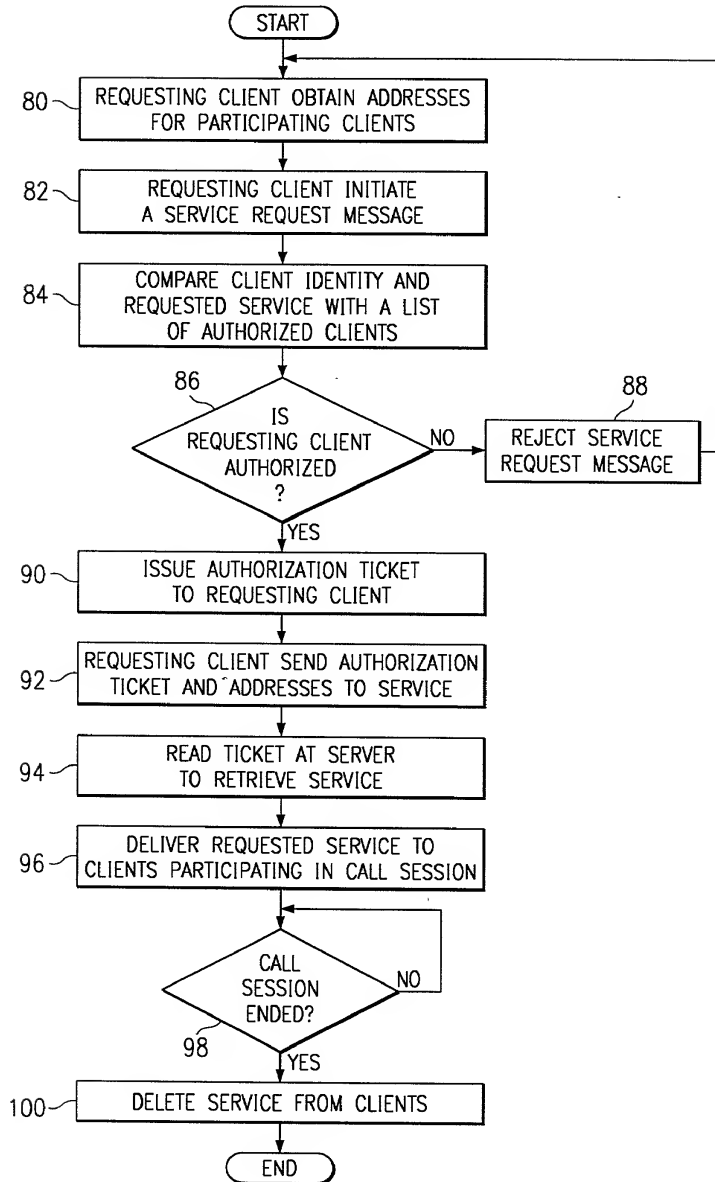 START
80
REQUESTING CLIENT OBTAIN ADDRESSES
FOR PARTICIPATING CLIENTS
82
REQUESTING CLIENT INITIATE
A SERVICE REQUEST MESSAGE
84
COMPARE CLIENT IDENTITY AND
REQUESTED SERVICE WITH A LIST
OF AUTHORIZED CLIENTS
86
IS
REQUESTING CLIENT
AUTHORIZED
?
NO
88
REJECT SERVICE
REQUEST MESSAGE
YES
90
ISSUE AUTHORIZATION TICKET
TO REQUESTING CLIENT
92
REQUESTING CLIENT SEND AUTHORIZATION
TICKET AND ADDRESSES TO SERVICE
94
READ TICKET AT SERVER
TO RETRIEVE SERVICE
96
DELIVER REQUESTED SERVICE TO
CLIENTS PARTICIPATING IN CALL SESSION
CALL
SESSION
ENDED?
NO
98
YES
100
DELETE SERVICE FROM CLIENTS
END